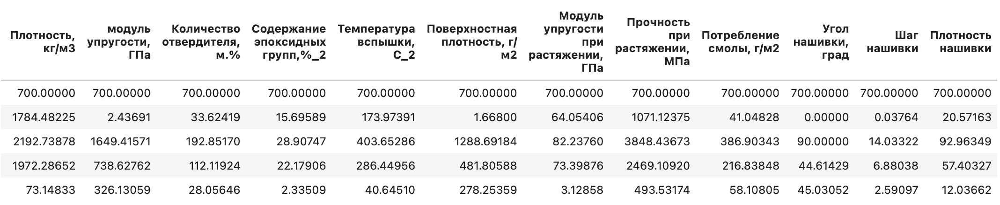 Плотность, кг/м3 модуль упругости, ГПа Количество отвердителя, м.% Содержание эпоксидных групп,%_2 Температура вспышки, С_2 Поверхностная плотность, г/м2 Модуль упругости при растяжении, ГПа Прочность при растяжении, МПа Потребление смолы, г/м2 Угол нашивки, град Шаг нашивки Плотность нашивки
700.00000 700.00000 700.00000 700.00000 700.00000 700.00000 700.00000 700.00000 700.00000 700.00000 700.00000 700.00000
1784.48225 2.43691 33.62419 15.69589 173.97391 1.66800 64.05406 1071.12375 41.04828 0.00000 0.03764 20.57163
2192.73878 1649.41571 192.85170 28.90747 403.65286 1288.69184 82.23760 3848.43673 386.90343 90.00000 14.03322 92.96349
1972.28652 738.62762 112.11924 22.17906 286.44956 481.80588 73.39876 2469.10920 216.83848 44.61429 6.88038 57.40327
73.14833 326.13059 28.05646 2.33509 40.64510 278.25359 3.12858 493.53174 58.10805 45.03052 2.59097 12.03662